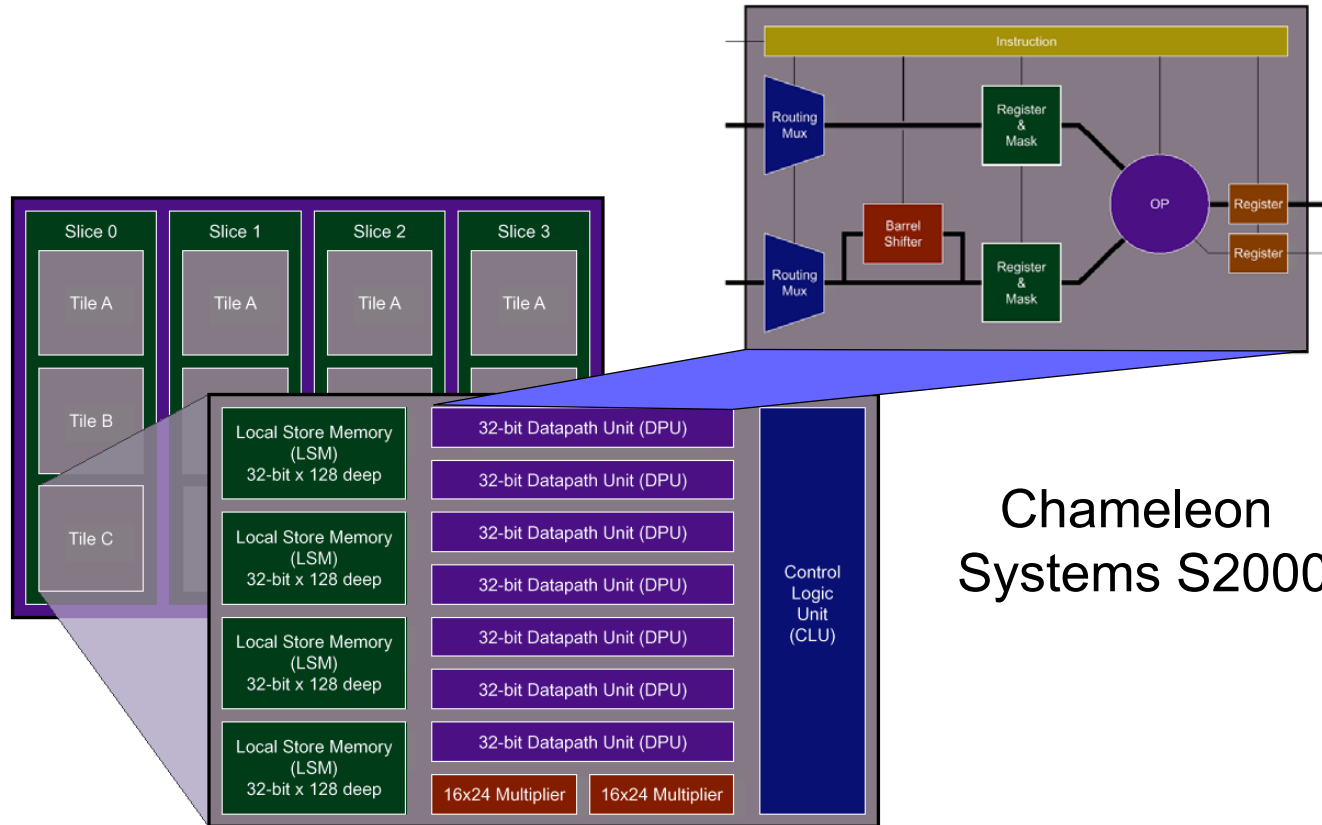 Instruction
Routing
Mux
Register
&
Mask
OP
Register
Register
Barrel
Shifter
Routing
Mux
Register
&
Mask
Slice 0
Slice 1
Slice 2
Slice 3
Tile A
Tile A
Tile A
Tile A
Tile B
Tile C
Local Store Memory
(LSM)
32-bit x 128 deep
Local Store Memory
(LSM)
32-bit x 128 deep
Local Store Memory
(LSM)
32-bit x 128 deep
Local Store Memory
(LSM)
32-bit x 128 deep
32-bit Datapath Unit (DPU)
32-bit Datapath Unit (DPU)
32-bit Datapath Unit (DPU)
32-bit Datapath Unit (DPU)
32-bit Datapath Unit (DPU)
32-bit Datapath Unit (DPU)
32-bit Datapath Unit (DPU)
16x24 Multiplier
16x24 Multiplier
Control
Logic
Unit
(CLU)
Chameleon
Systems S2000